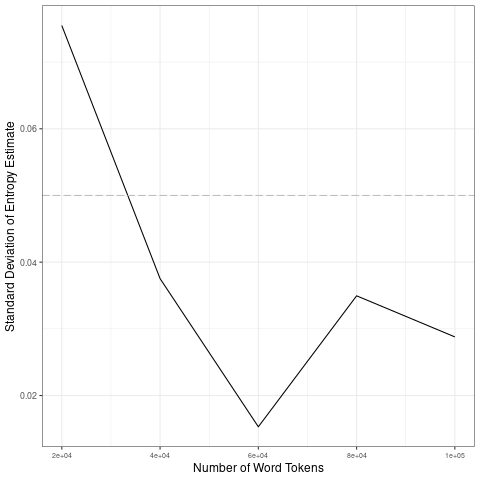 Standard Deviation of Entropy Estimate
0.06
0.04
0.02
2e+04 4e+04 6e+04 8e+04 1e+05
Number of Word Tokens